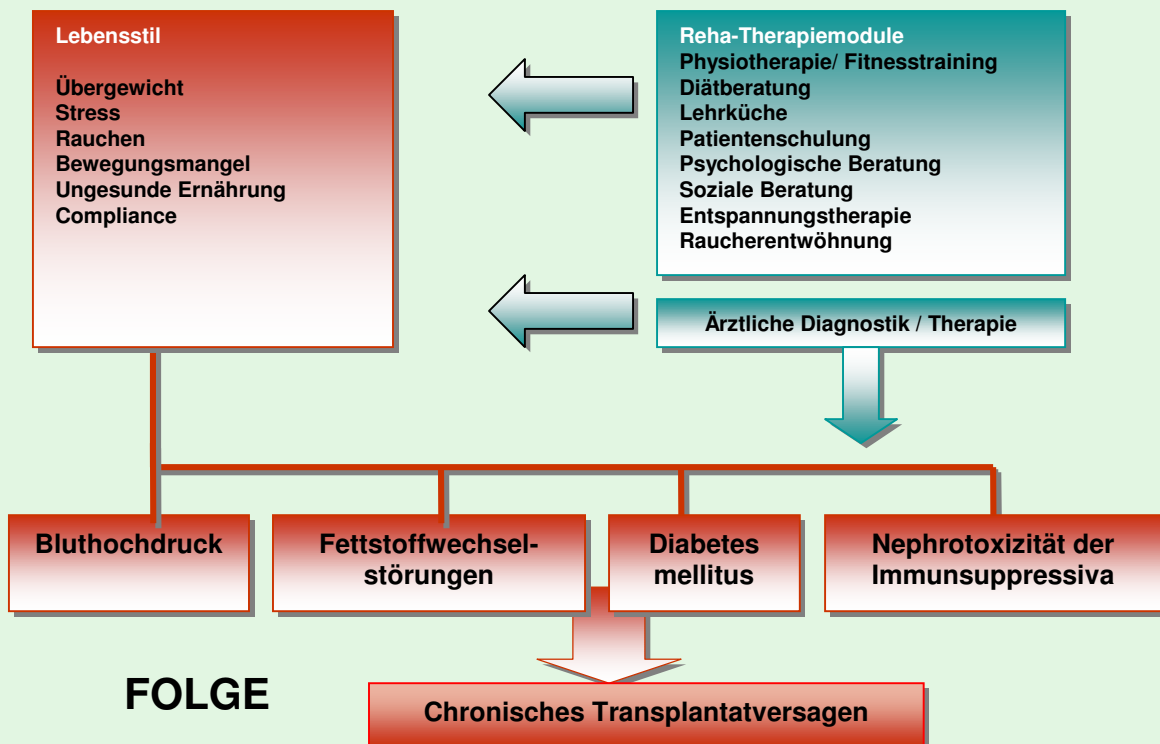 Lebensstil
Übergewicht
Stress
Rauchen
Bewegungsmangel
Ungesunde Ernährung
Compliance
Reha-Therapiemodule
Physiotherapie/ Fitnesstraining
Diätberatung
Lehrküche
Patientenschulung
Psychologische Beratung
Soziale Beratung
Entspannungstherapie
Raucherentwöhnung
Ärztliche Diagnostik / Therapie
Bluthochdruck
Fettstoffwechsel-
störungen
Diabetes
mellitus
Nephrotoxizität der
Immunsuppressiva
FOLGE
Chronisches Transplantatversagen